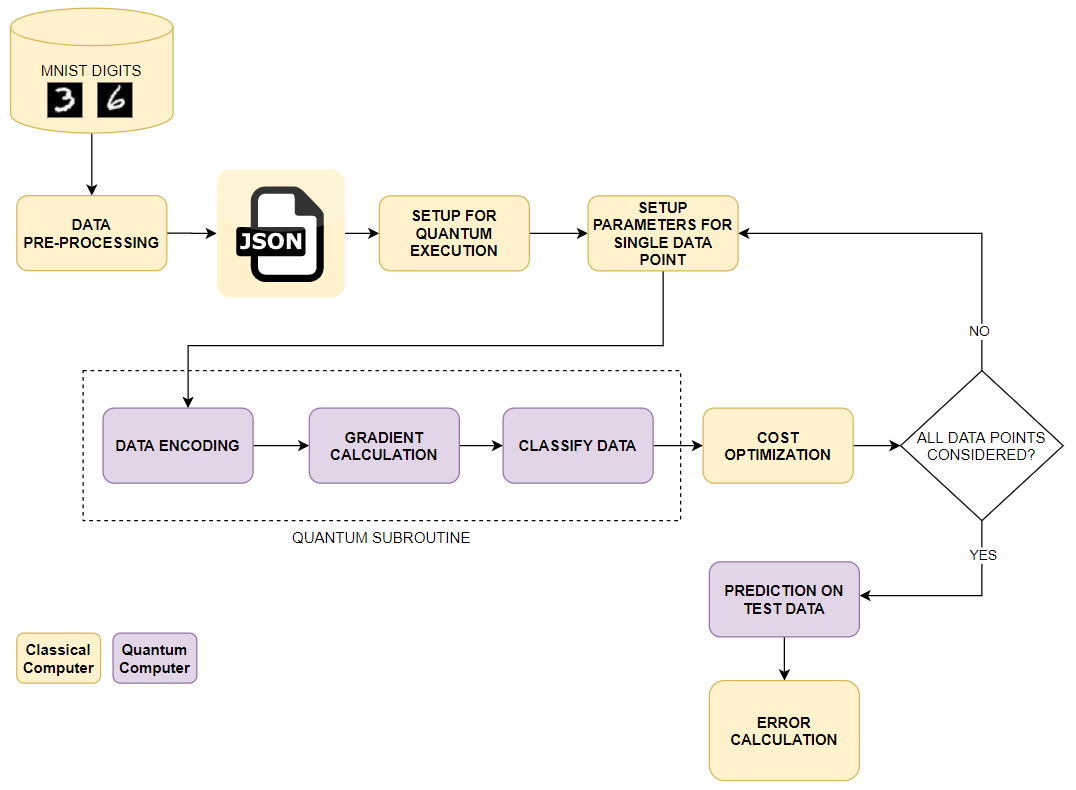 MNIST DIGITS
3 6
DATA
PRE-PROCESSING
JSON
SETUP FOR
QUANTUM
EXECUTION
SETUP
PARAMETERS FOR
SINGLE DATA
POINT
NO
DATA ENCODING
GRADIENT
CALCULATION
CLASSIFY DATA
COST
OPTIMIZATION
ALL DATA POINTS
CONSIDERED?
QUANTUM SUBROUTINE
YES
PREDICTION ON
TEST DATA
Classical
Computer
Quantum
Computer
ERROR
CALCULATION